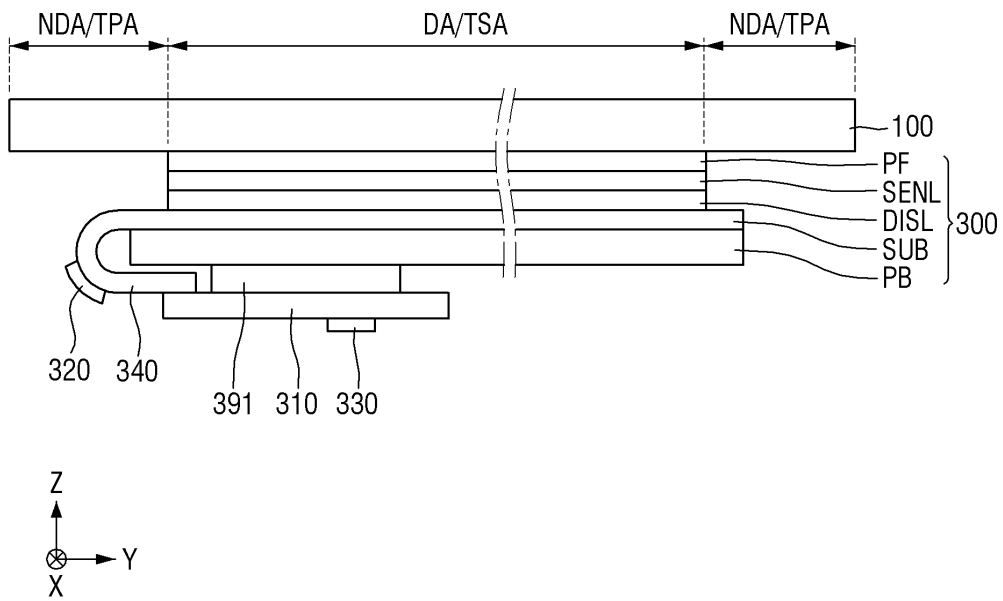 NDA/TPA DA/TSA NDA/TPA
100
PF
SENL
DISL
300
SUB
PB
320 340
391 310 330
Z
Y
X